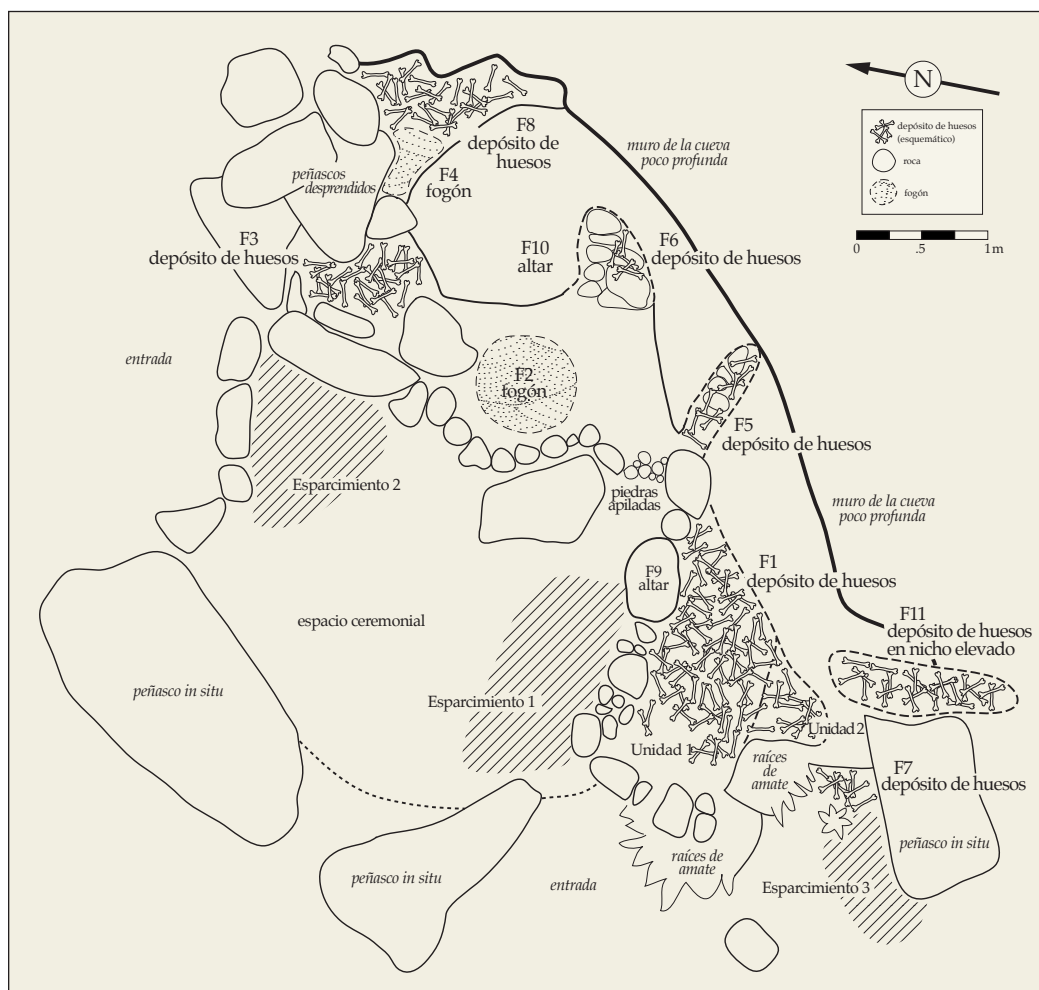 N
depósito de huesos
(esquemático)
roca
fogón
0
.5
1 m
muro de la cueva
poco profunda
F8
depósito de
huesos
F4
fogón
peñascos
desprendidos
F3
depósito de huesos
F10
altar
F6
depósito de huesos
entrada
F2
fogón
F5
depósito de huesos
Esparcimiento 2
piedras
apiladas
muro de la cueva
poco profunda
F9
altar
F1
depósito de huesos
F11
depósito de huesos
en nicho elevado
espacio ceremonial
peñasco in situ
Esparcimiento 1
Unidad 1
Unidad 2
raíces
de
amate
F7
depósito de huesos
peñasco in situ
peñasco in situ
raíces de
amate
entrada
Esparcimiento 3